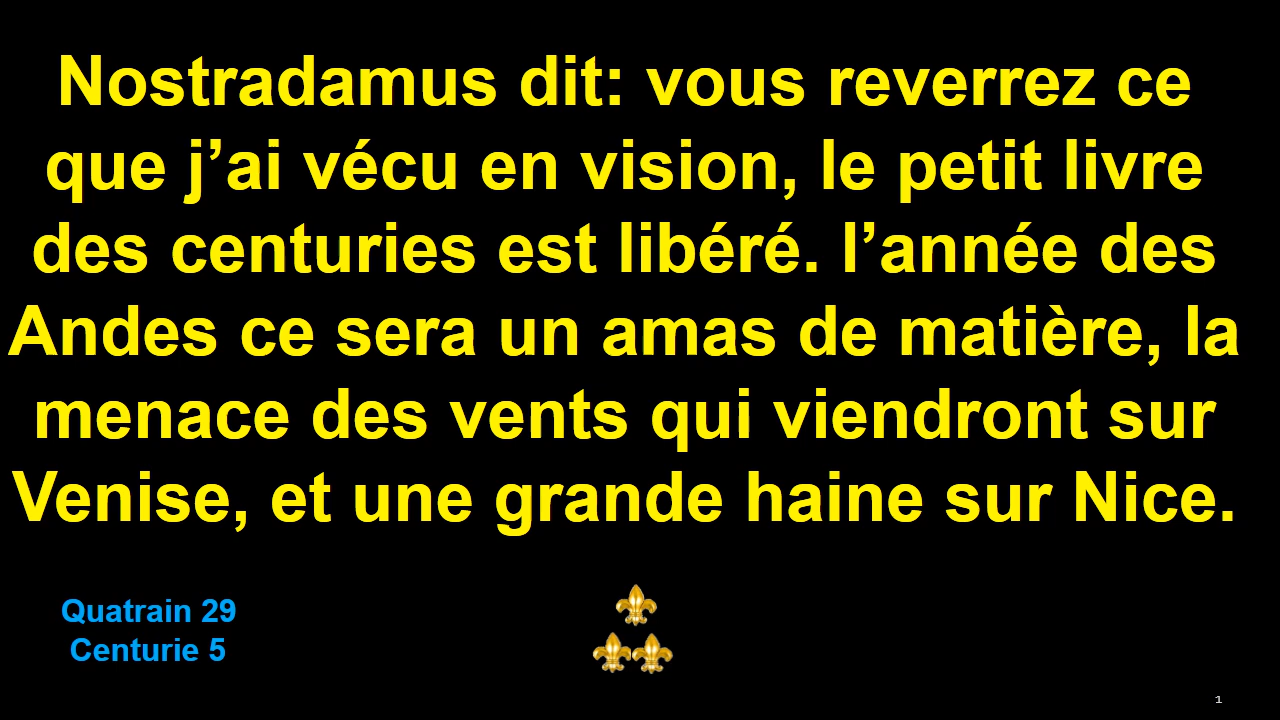 Nostradamus dit: vous reverrez ce
que j’ai vécu en vision, le petit livre
des centuries est libéré. l’année des
Andes ce sera un amas de matière, la
menace des vents qui viendront sur
Venise, et une grande haine sur Nice.
Quatrain 29
Centurie 5
1